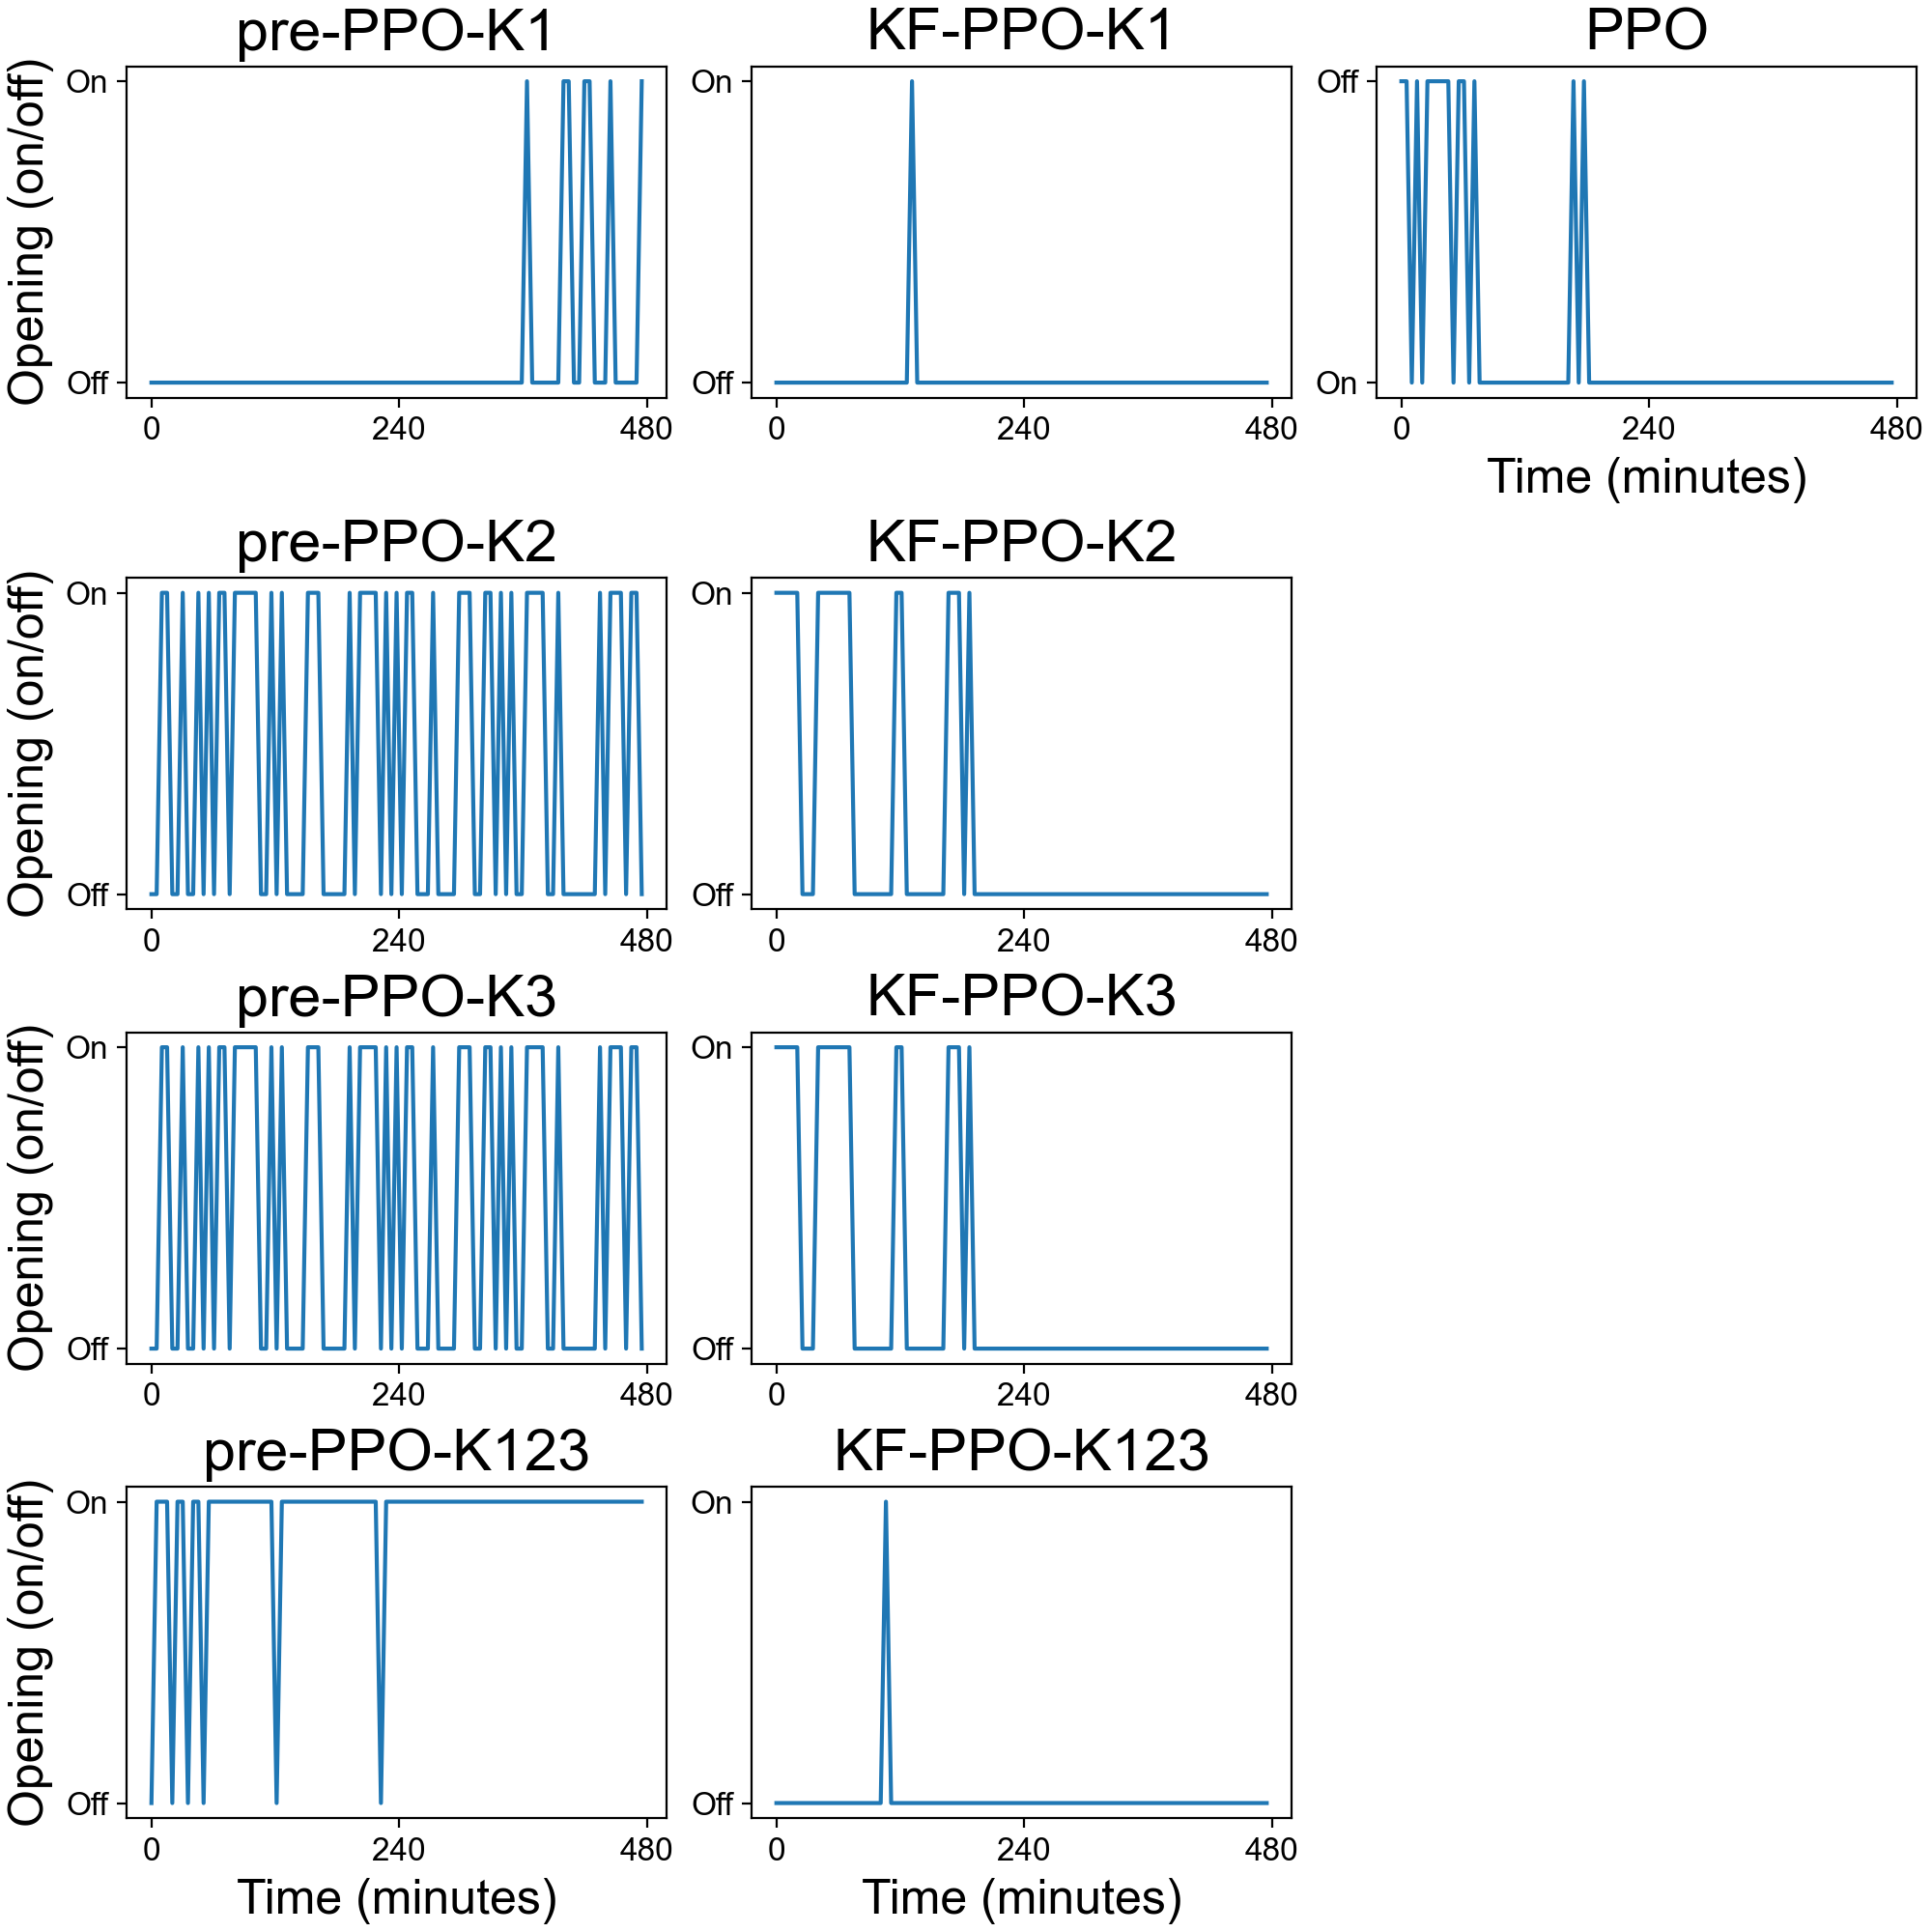 pre-PPO-K1
KF-PPO-K1
PPO
Opening (on/off)
On
Off
0 240 480
On
Off
0 240 480
Off
On
0 240 480
Time (minutes)
pre-PPO-K2
KF-PPO-K2
Opening (on/off)
On
Off
0 240 480
On
Off
0 240 480
pre-PPO-K3
KF-PPO-K3
Opening (on/off)
On
Off
0 240 480
On
Off
0 240 480
pre-PPO-K123
KF-PPO-K123
Opening (on/off)
On
Off
0 240 480
Time (minutes)
On
Off
0 240 480
Time (minutes)